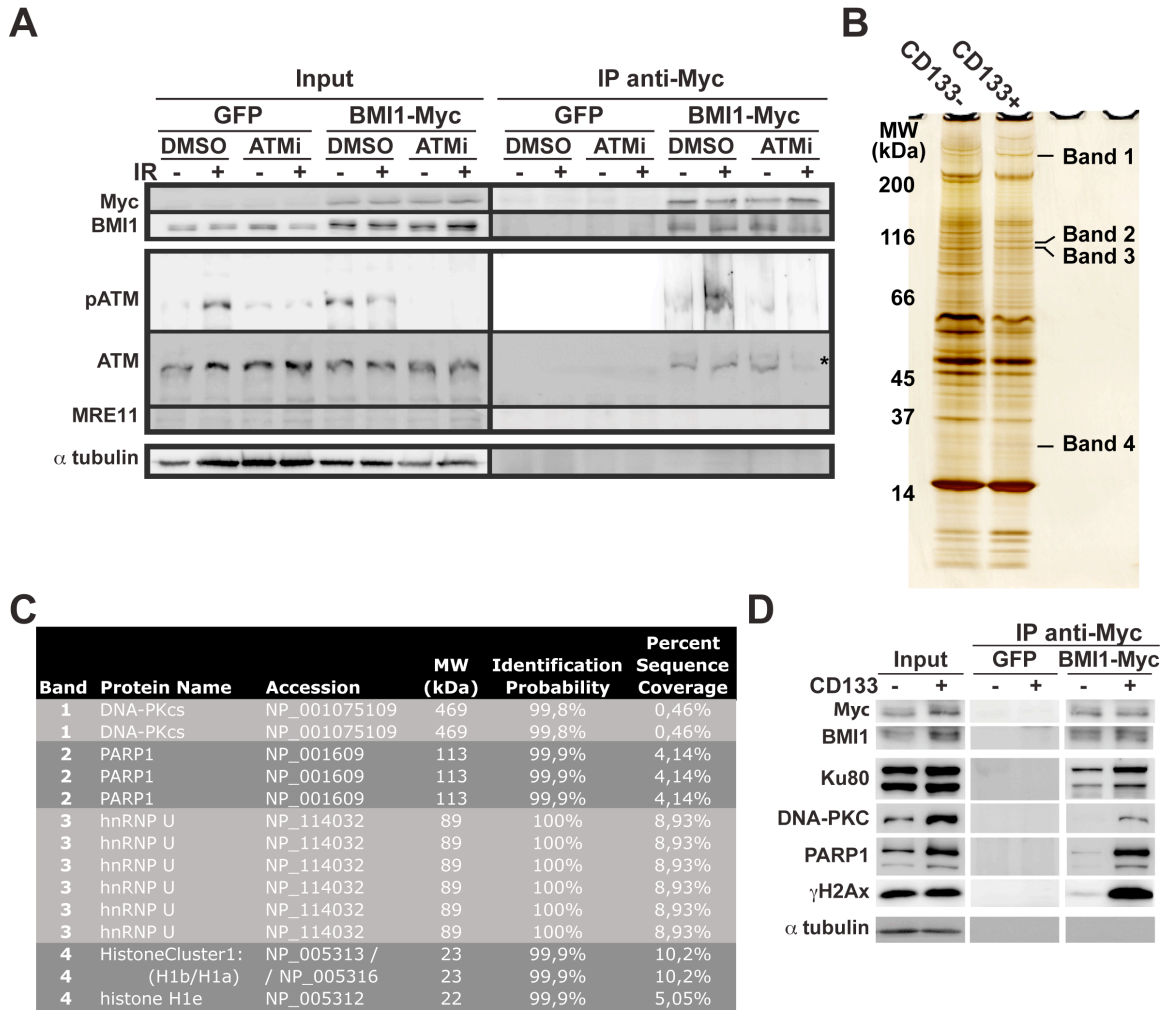 A
Input
IP anti-Myc
GFP
BMI1-Myc
GFP
BMI1-Myc
DMSO
ATMi
DMSO
ATMi
DMSO
ATMi
DMSO
ATMi
IR - + - + - + - + - + - + - + - +
Myc
BMI1
pATM
ATM
*
MRE11
α tubulin
B
CD133-
CD133+
MW
(kDa)
200
116
66
45
37
14
Band 1
Band 2
Band 3
Band 4
C
Percent
MW Identification Sequence
Band Protein Name Accession (kDa) Probability Coverage
1 DNA-PKcs NP_001075109 469 99,8% 0,46%
1 DNA-PKcs NP_001075109 469 99,8% 0,46%
2 PARP1 NP_001609 113 99,9% 4,14%
2 PARP1 NP_001609 113 99,9% 4,14%
2 PARP1 NP_001609 113 99,9% 4,14%
3 hnRNP U NP_114032 89 100% 8,93%
3 hnRNP U NP_114032 89 100% 8,93%
3 hnRNP U NP_114032 89 100% 8,93%
3 hnRNP U NP_114032 89 100% 8,93%
3 hnRNP U NP_114032 89 100% 8,93%
3 hnRNP U NP_114032 89 100% 8,93%
4 HistoneCluster1: NP_005313 / 23 99,9% 10,2%
4 (H1b/H1a) / NP_005316 23 99,9% 10,2%
4 histone H1e NP_005312 22 99,9% 5,05%
D
IP anti-Myc
Input GFP BMI1-Myc
CD133 - + - + - +
Myc
BMI1
Ku80
DNA-PKC
PARP1
γH2Ax
α tubulin